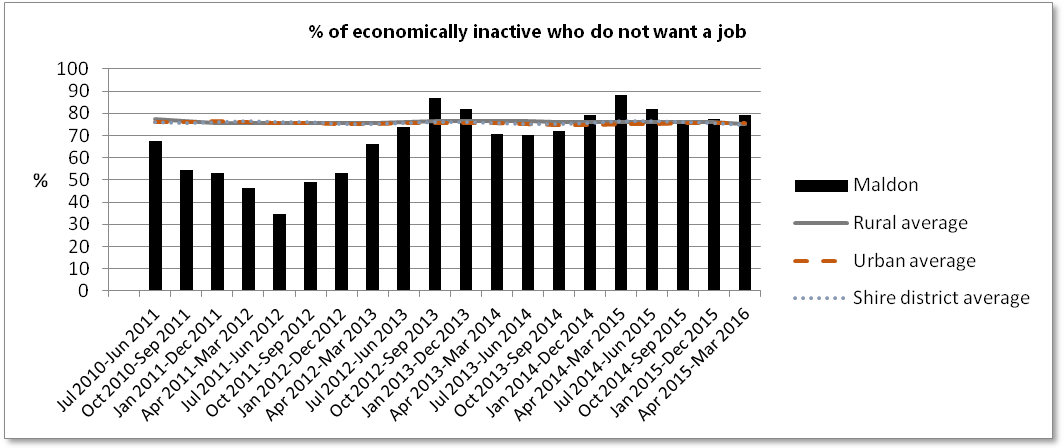 % of economically inactive who do not want a job
100
90
80
70
60
50
40
30
20
10
0
%
Jul 2010-Jun 2011
Oct 2010-Sep 2011
Jan 2011-Dec 2011
Apr 2011-Mar 2012
Jul 2011-Jun 2012
Oct 2011-Sep 2012
Jan 2012-Dec 2012
Apr 2012-Mar 2013
Jul 2012-Jun 2013
Oct 2012-Sep 2013
Jan 2013-Dec 2013
Apr 2013-Mar 2014
Jul 2013-Jun 2014
Oct 2013-Sep 2014
Jan 2014-Dec 2014
Apr 2014-Mar 2015
Jul 2014-Jun 2015
Oct 2014-Sep 2015
Jan 2015-Dec 2015
Apr 2015-Mar 2016
Maldon
Rural average
Urban average
Shire district average